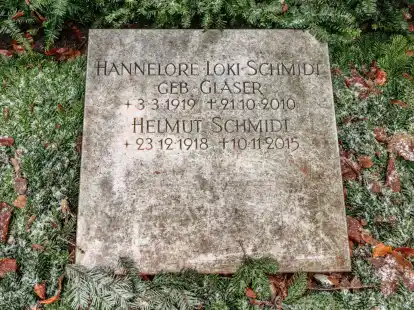 HANNELORE LOKI SCHMIDT
GEB GLASER
+ 3·3·1919 ✝21·10·2010
HELMUT SCHMIDT
+ 23·12·1918 ✝10·11·2015